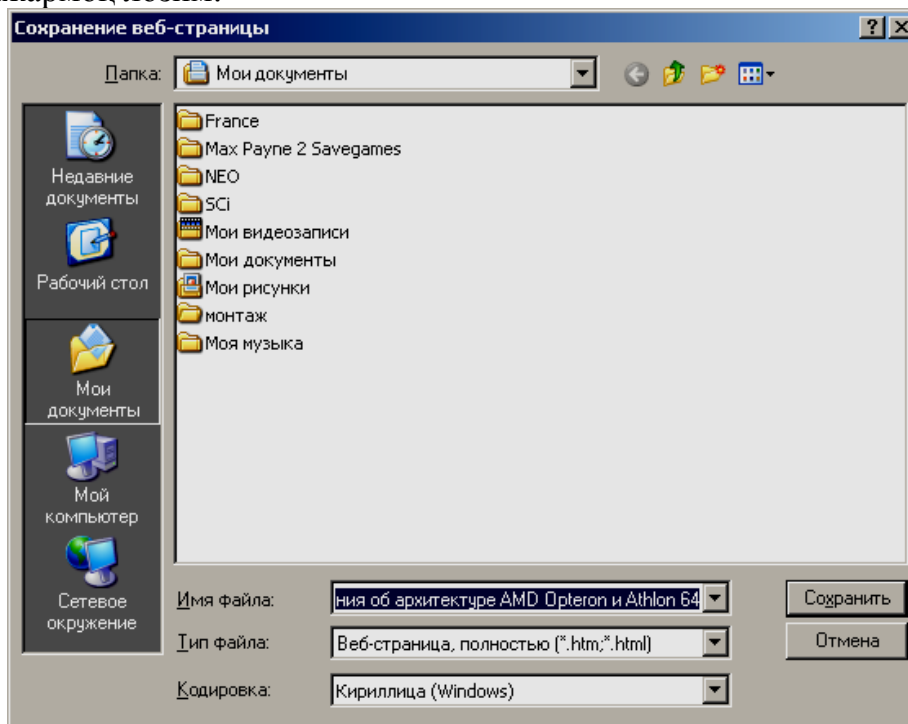 Сохранение веб-страницы
Папка:
Мои документы
France
Max Payne 2 Savegames
NEO
SCi
Мои видеозаписи
Мои документы
Мои рисунки
монтаж
Моя музыка
Недавние
документы
Рабочий стол
Мои
документы
Мой
компьютер
Сетевое
окружение
Имя файла:
ния об архитектуре AMD Opteron и Athlon 64
Сохранить
Тип файла:
Веб-страница, полностью (*.htm;*.html)
Отмена
Кодировка:
Кириллица (Windows)